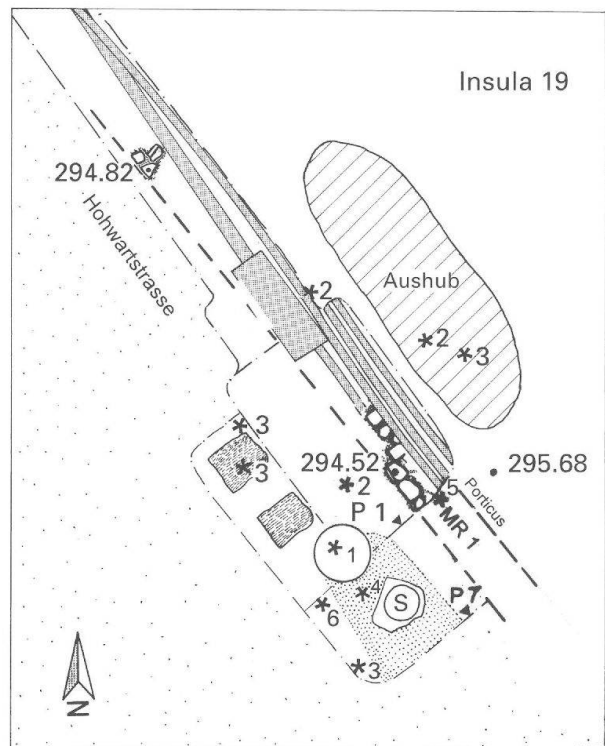 Insula 19
294.82
Hohwartstrasse
Aushub
*2
*2
*3
*3
*3
294.52
*2
295.68
5
Porticus
MR 1
P 1
*1
*4
S
P 7
*6
*3
N